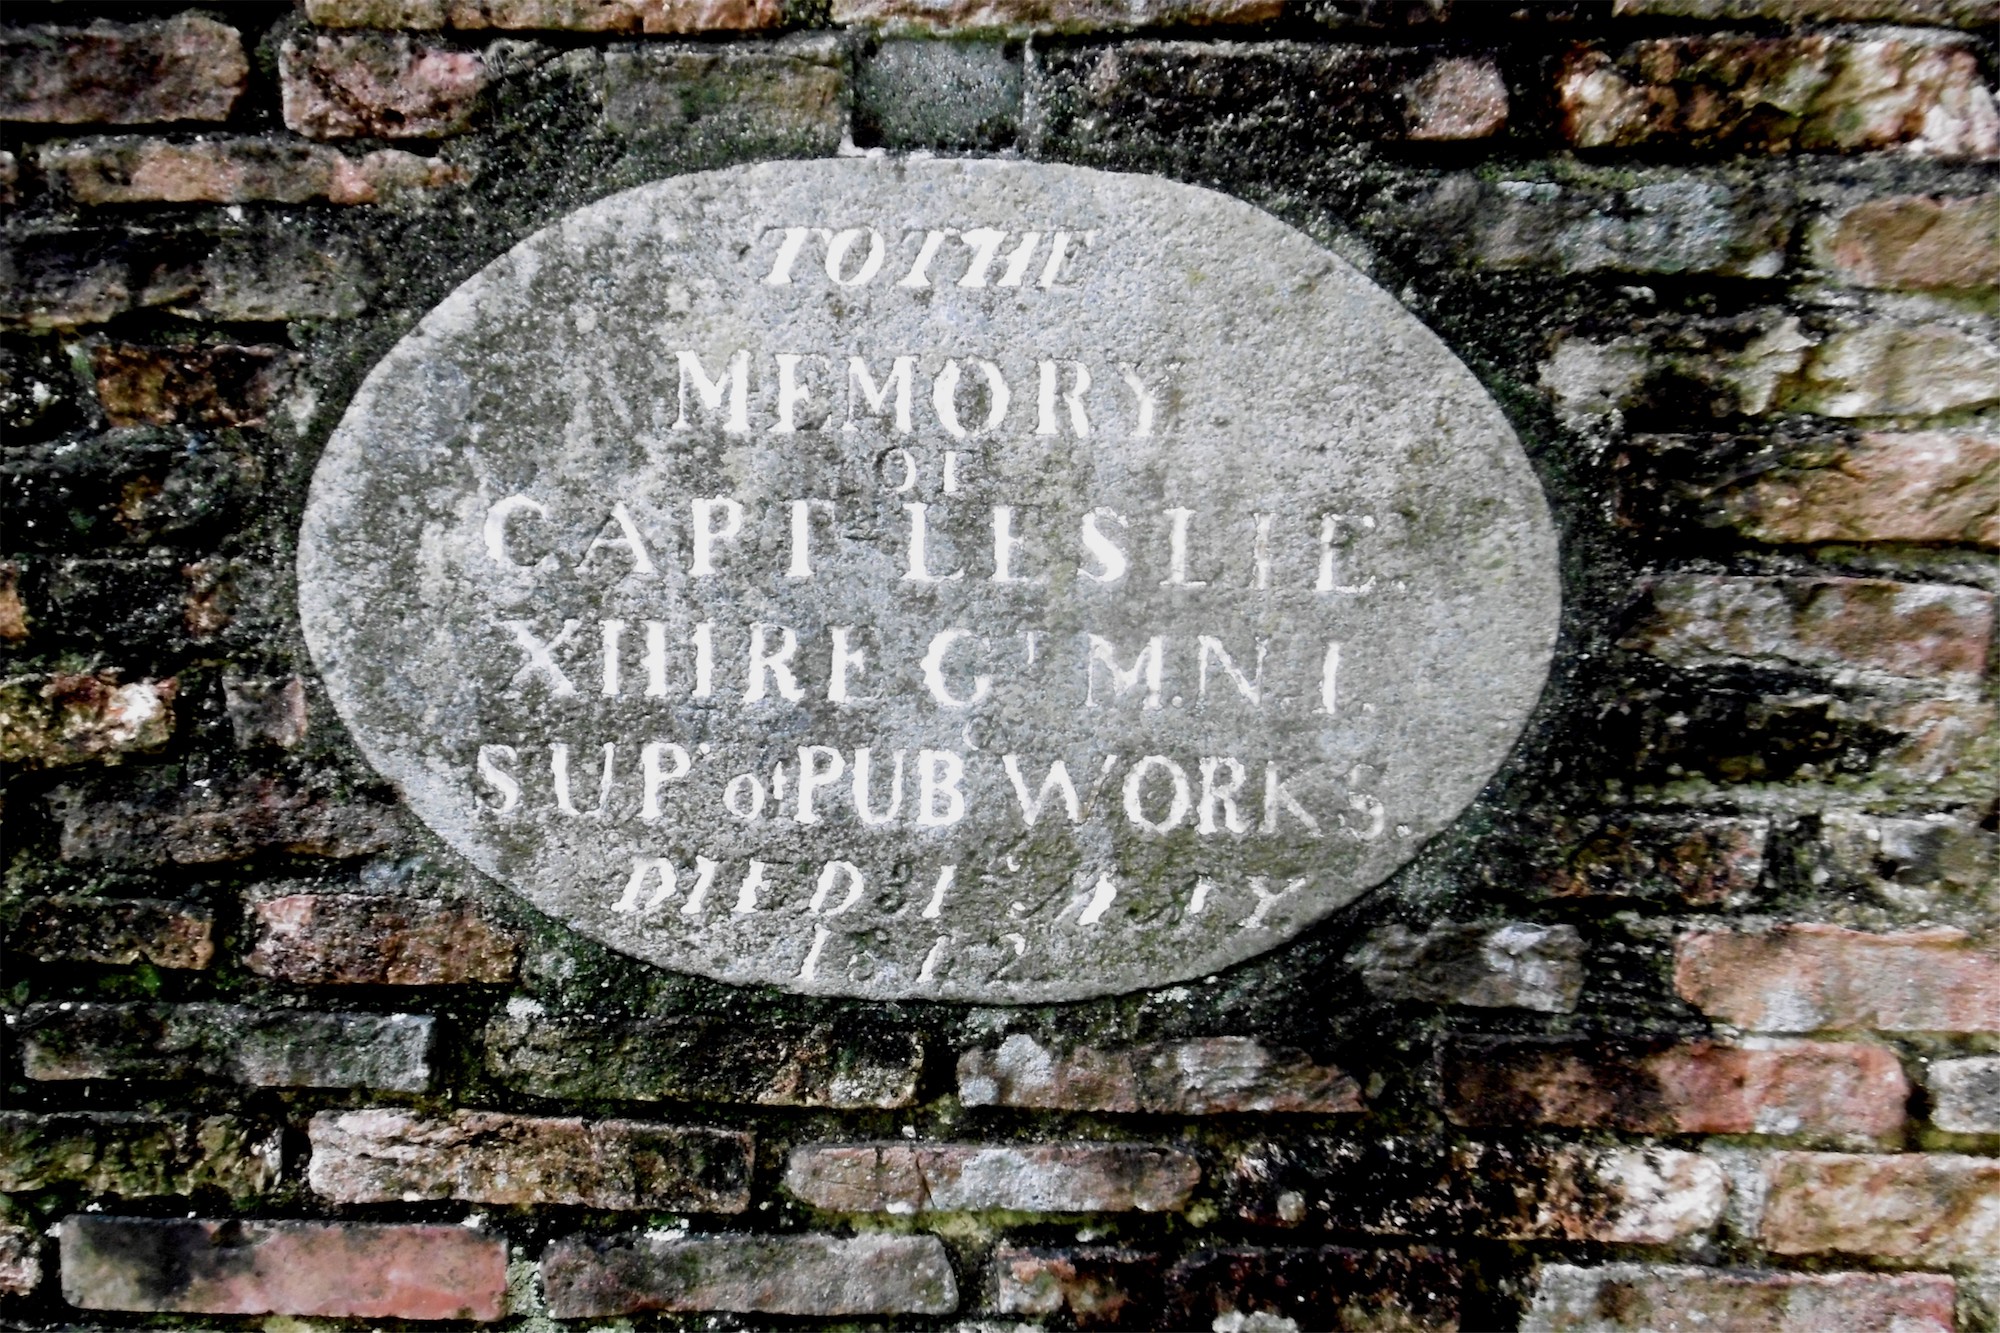 TO THE
MEMORY
OF
CAPT LESLIE.
XIII REGT M.N.I.
SUPT of PUB WORKS.
DIED
1812